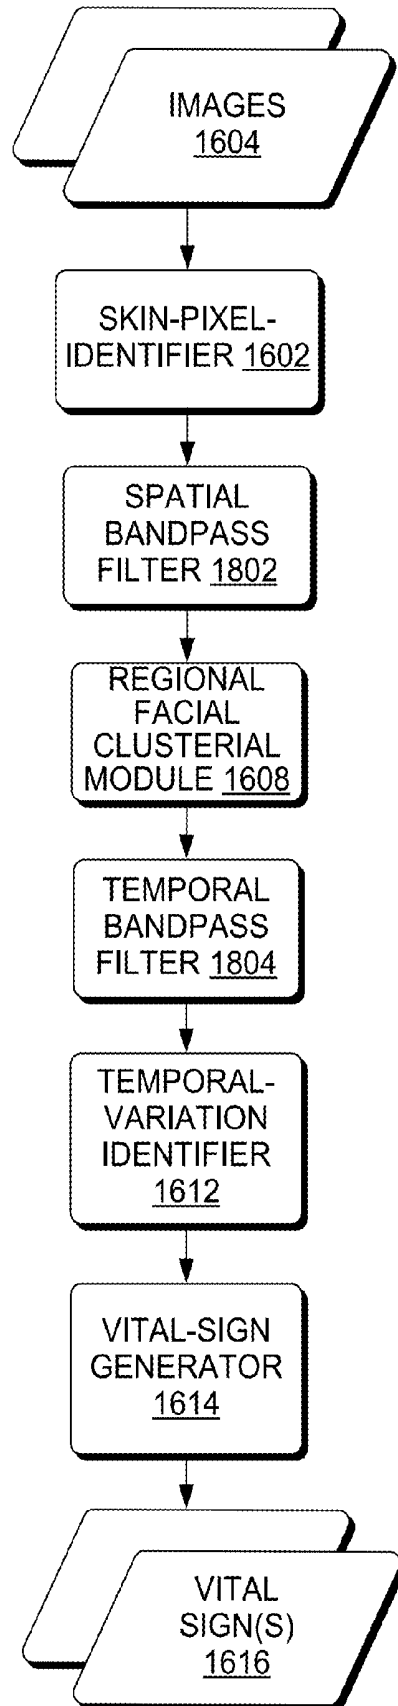 IMAGES
1604
SKIN-PIXEL-
IDENTIFIER 1602
SPATIAL
BANDPASS
FILTER 1802
REGIONAL
FACIAL
CLUSTERIAL
MODULE 1608
TEMPORAL
BANDPASS
FILTER 1804
TEMPORAL-
VARIATION
IDENTIFIER
1612
VITAL-SIGN
GENERATOR
1614
VITAL
SIGN(S)
1616